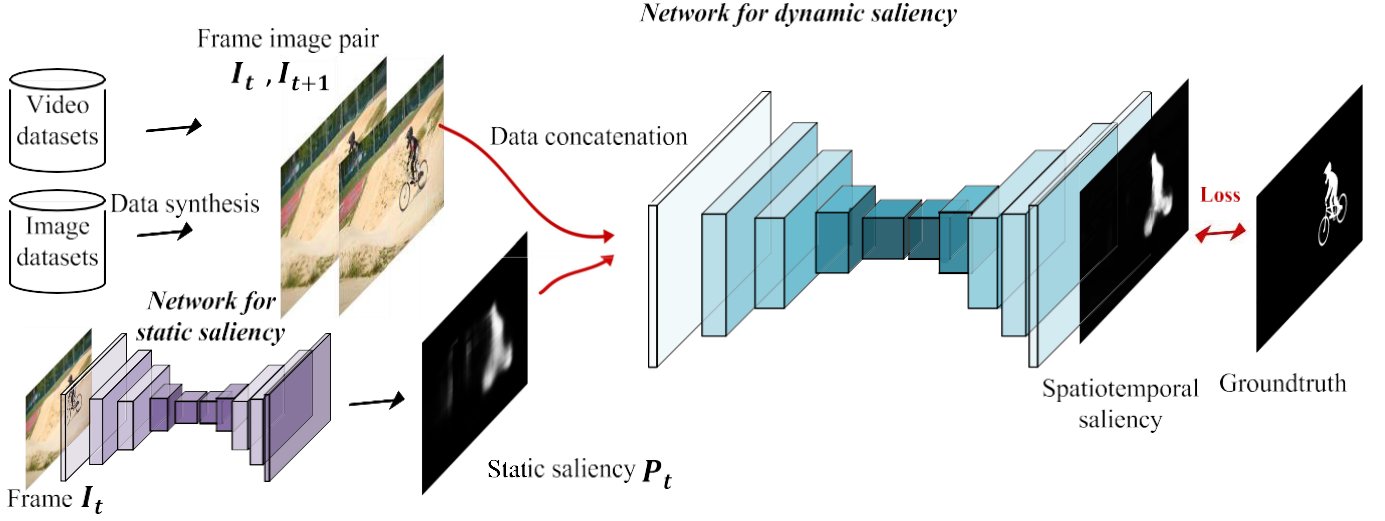 Network for dynamic saliency
Frame image pair
I_t , I_{t+1}
Video
datasets
Data concatenation
Data synthesis
Image
datasets
Loss
Network for
static saliency
Spatiotemporal
saliency
Groundtruth
Static saliency P_t
Frame I_t